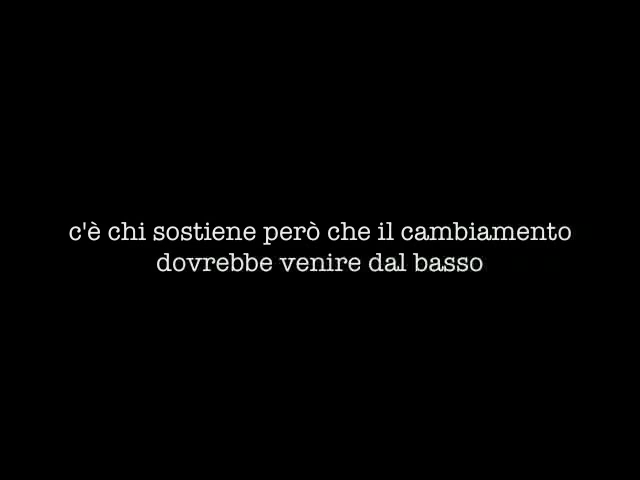 c'è chi sostiene però che il cambiamento
dovrebbe venire dal basso